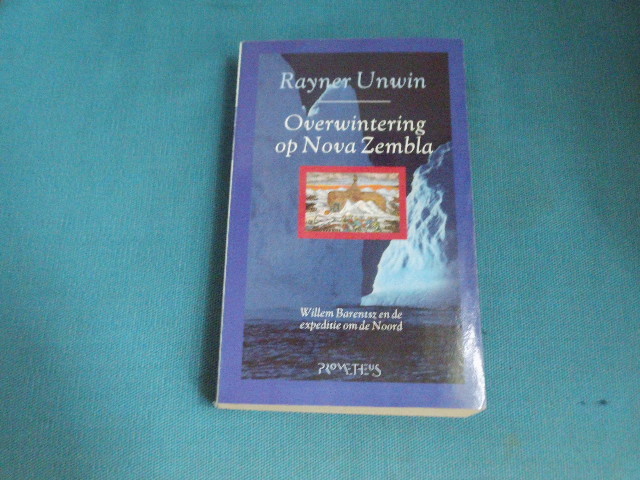 Rayner Unwin
Overwintering
op Nova Zembla
Willem Barentsz en de
expeditie om de Noord
PROMETHEUS